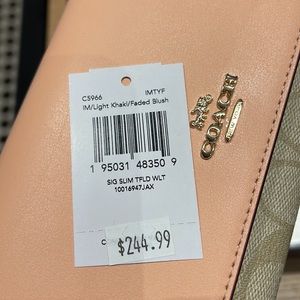 C5966 IMTYF
IM/Light Khaki/Faded Blush
1 95031 48350 9
SIG SLIM TFLD WLT
10016947JAX
$244.99
COACH